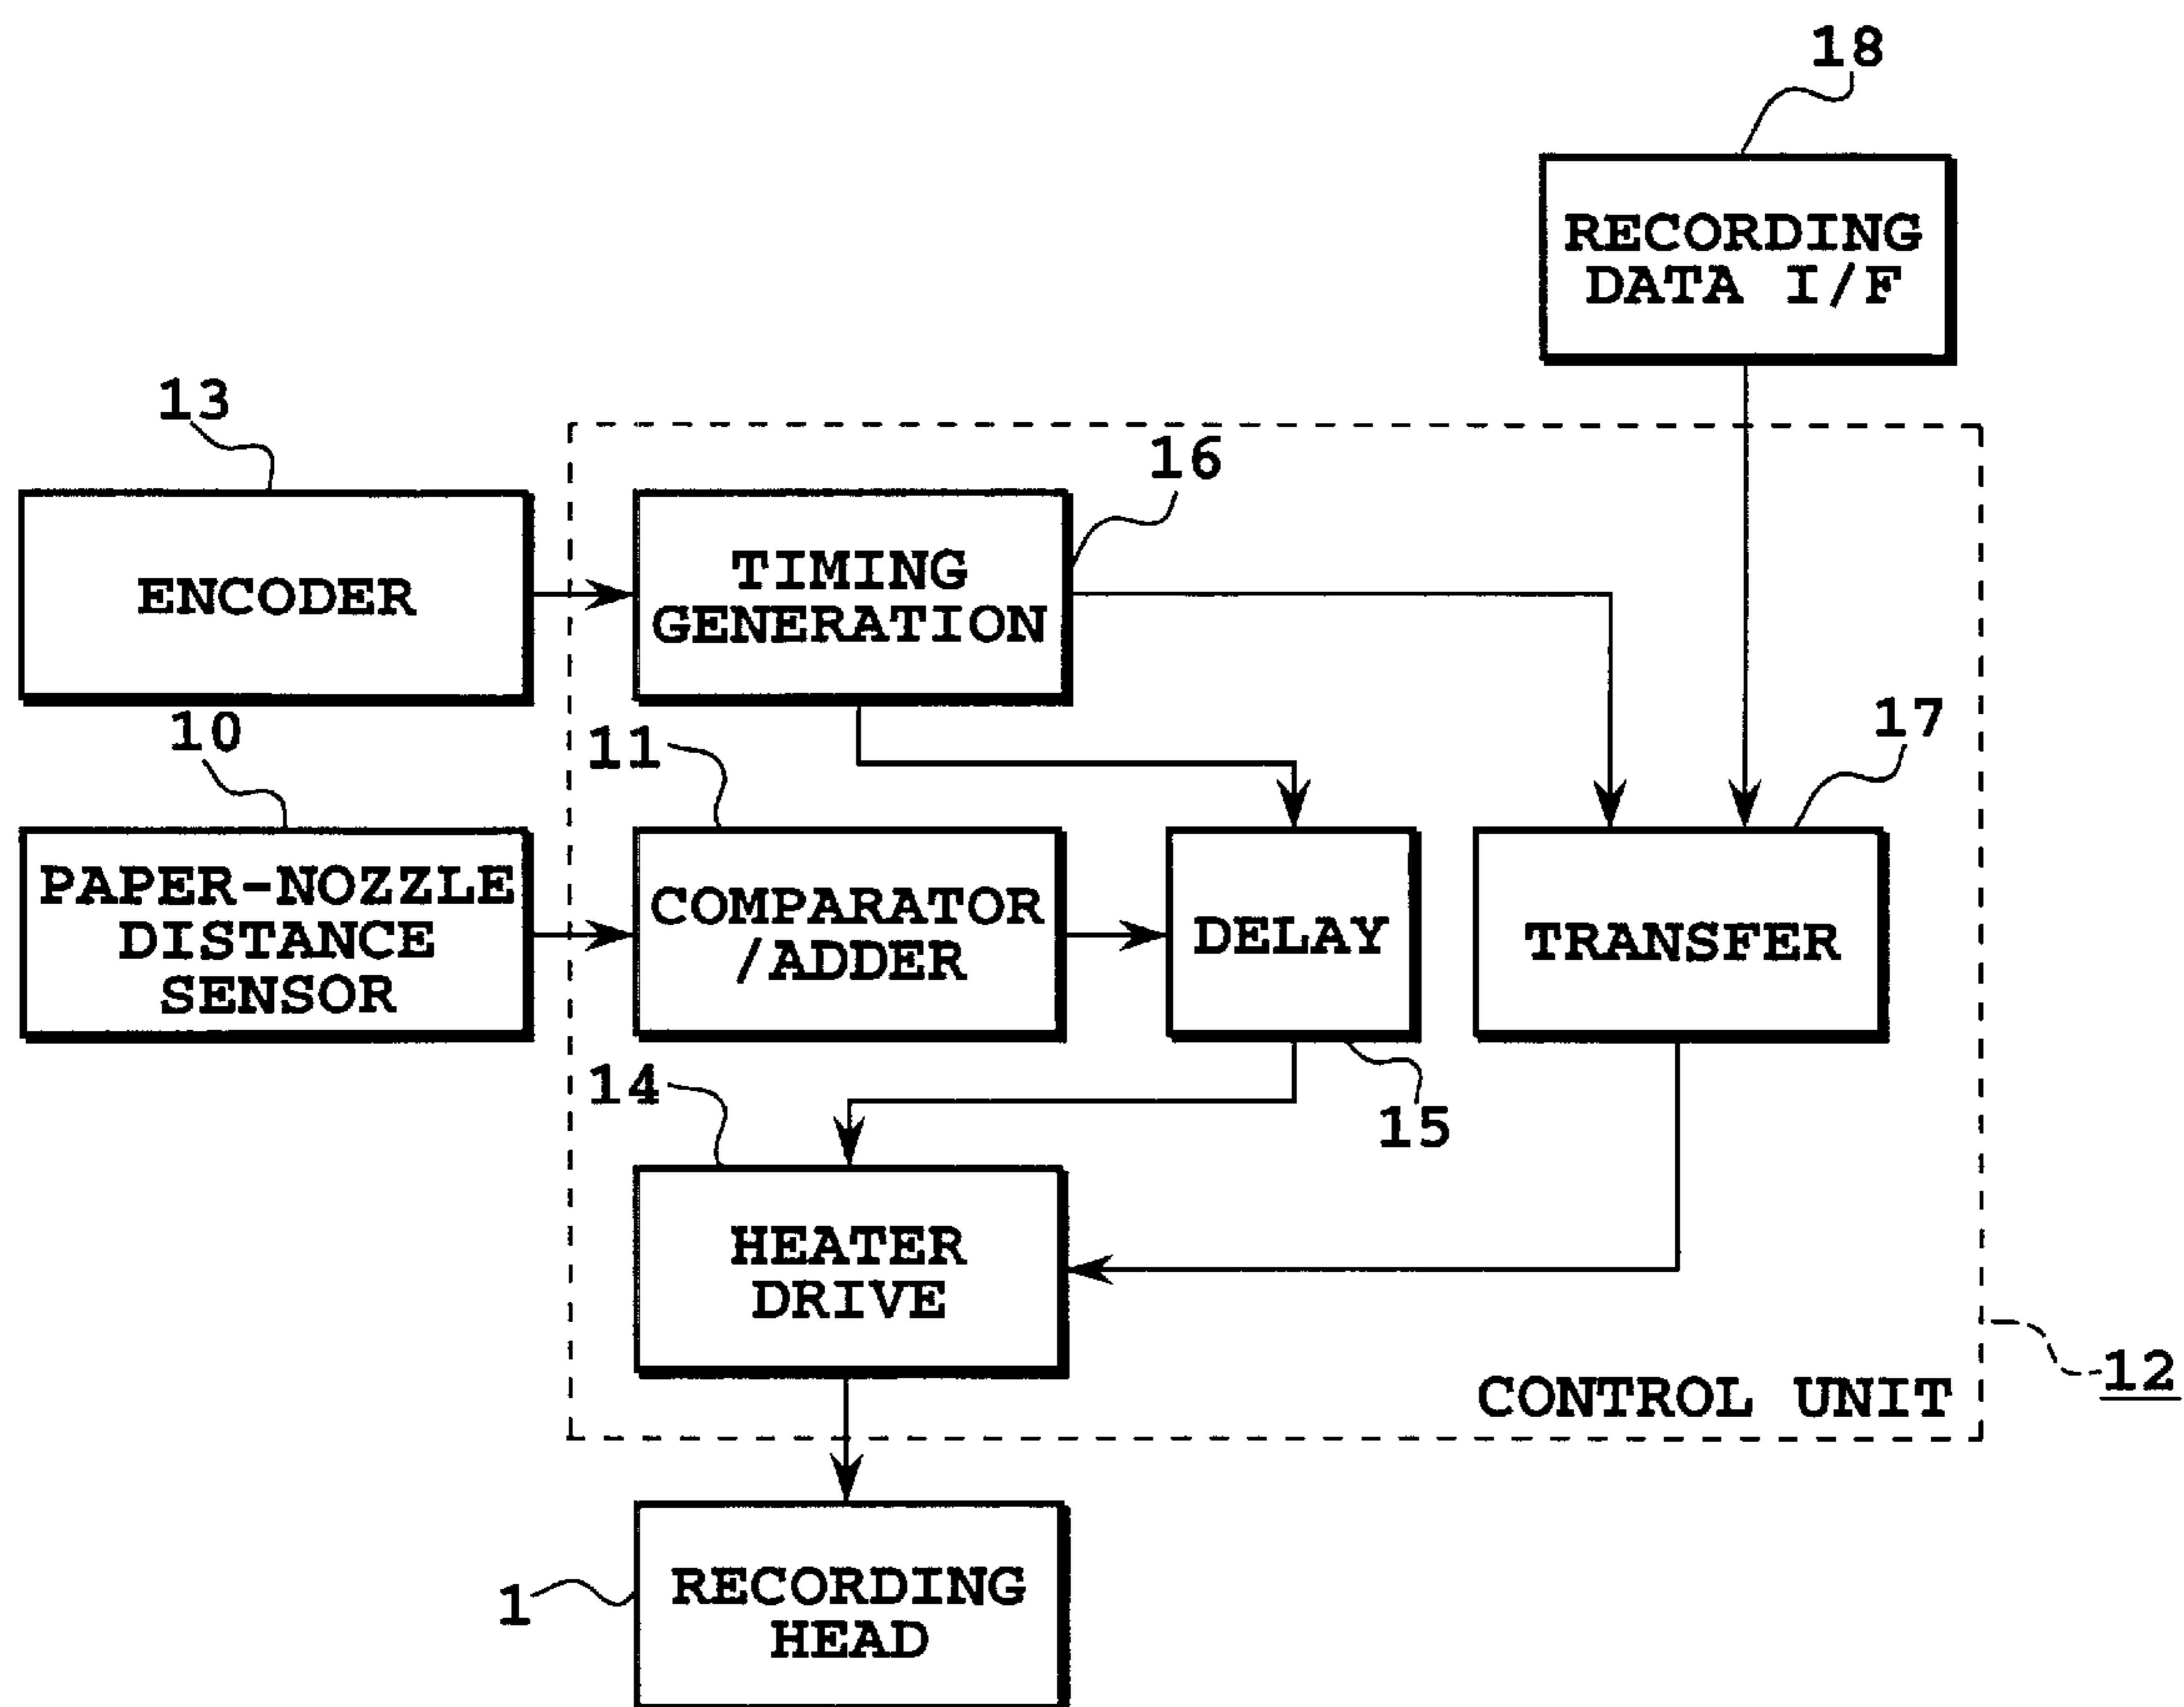 18
RECORDING
DATA I/F
13
16
ENCODER
TIMING
GENERATION
10
11
17
PAPER-NOZZLE
DISTANCE
SENSOR
COMPARATOR
/ADDER
DELAY
TRANSFER
14
15
HEATER
DRIVE
CONTROL UNIT
12
1
RECORDING
HEAD